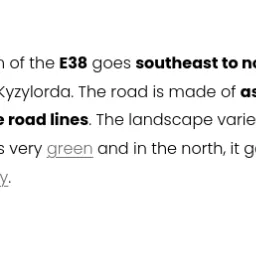 n of the E38 goes southeast to no
Kyzylorda. The road is made of as
e road lines. The landscape varie
s very green and in the north, it g
y.